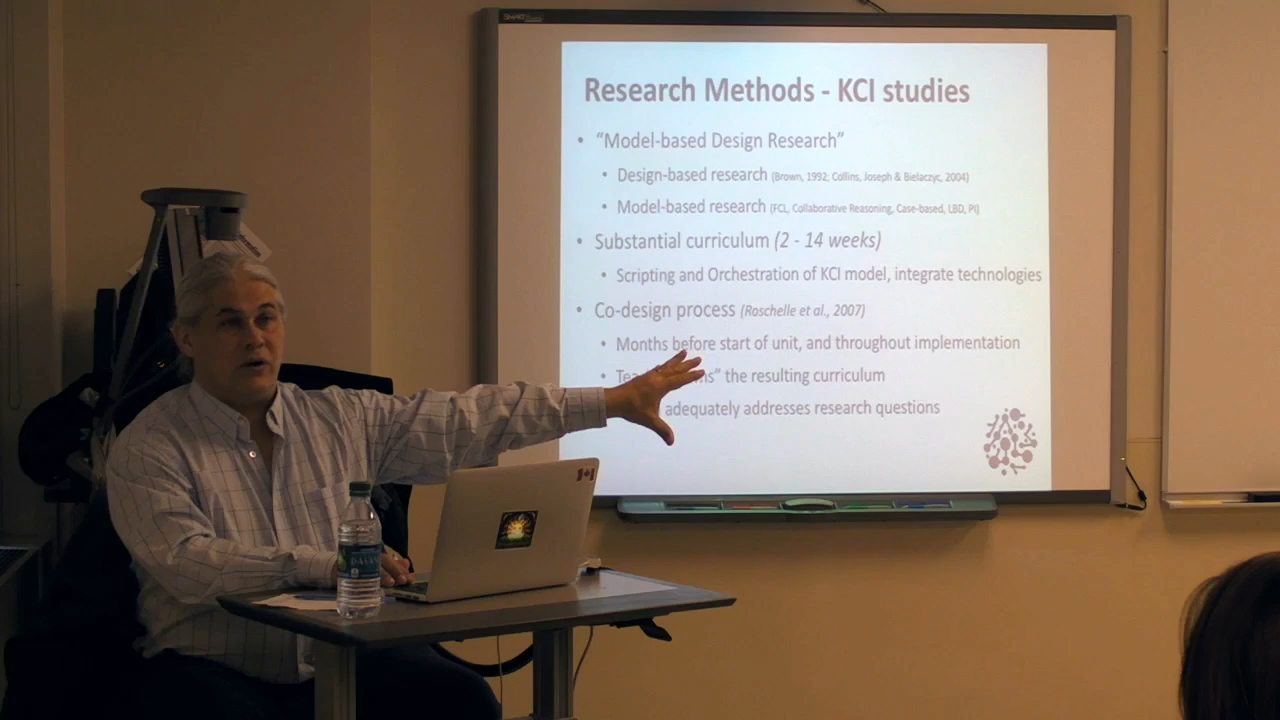 SMART
Research Methods - KCI studies
• “Model-based Design Research”
• Design-based research (Brown, 1992; Collins, Joseph & Bielaczyc, 2004)
• Model-based research (FCL, Collaborative Reasoning, Case-based, LBD, PI)
• Substantial curriculum (2 - 14 weeks)
• Scripting and Orchestration of KCI model, integrate technologies
• Co-design process (Roschelle et al., 2007)
• Months before start of unit, and throughout implementation
• the resulting curriculum
adequately addresses research questions
DASANI